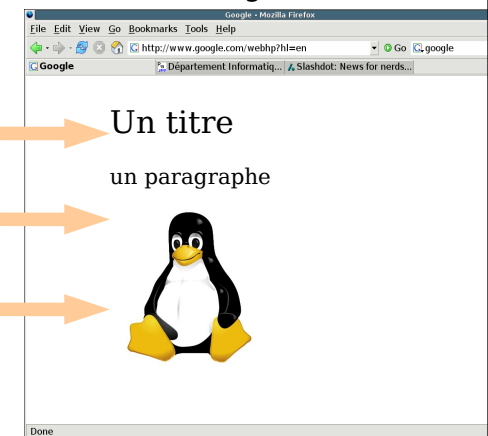 Google - Mozilla Firefox
File Edit View Go Bookmarks Tools Help
http://www.google.com/webhp?hl=en Go google
Google Département Informatiq... Slashdot: News for nerds...
Un titre
un paragraphe
Done